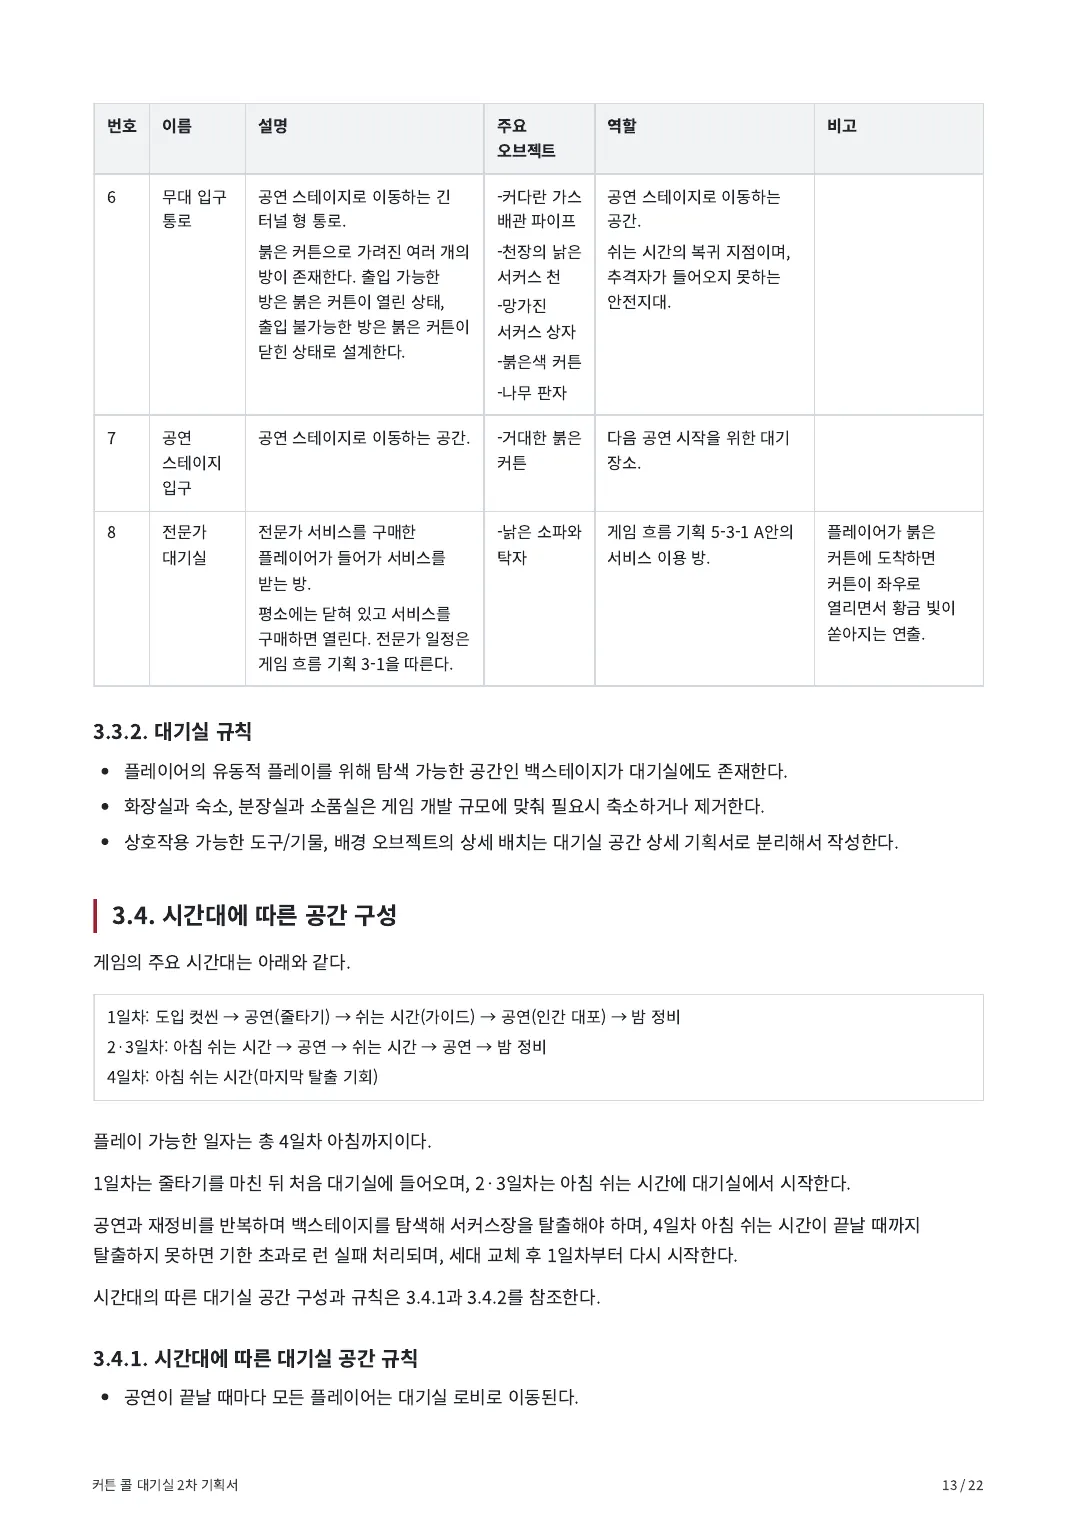 번호 이름 설명 주요 오브젝트 역할 비고
6
무대 입구
통로
공연 스테이지로 이동하는 긴
터널 형 통로.
붉은 커튼으로 가려진 여러 개의
방이 존재한다. 출입 가능한
방은 붉은 커튼이 열린 상태,
출입 불가능한 방은 붉은 커튼이
닫힌 상태로 설계한다.
-커다란 가스
배관 파이프
-천장의 낡은
서커스 천
-망가진
서커스 상자
-붉은색 커튼
-나무 판자
공연 스테이지로 이동하는
공간.
쉬는 시간의 복귀 지점이며,
추격자가 들어오지 못하는
안전지대.
7
공연
스테이지
입구
공연 스테이지로 이동하는 공간.
-거대한 붉은
커튼
다음 공연 시작을 위한 대기
장소.
8
전문가
대기실
전문가 서비스를 구매한
플레이어가 들어가 서비스를
받는 방.
평소에는 닫혀 있고 서비스를
구매하면 열린다. 전문가 일정은
게임 흐름 기획 3-1을 따른다.
-낡은 소파와
탁자
게임 흐름 기획 5-3-1 A안의
서비스 이용 방.
플레이어가 붉은
커튼에 도착하면
커튼이 좌우로
열리면서 황금 빛이
쏟아지는 연출.
3.3.2. 대기실 규칙
• 플레이어의 유동적 플레이를 위해 탐색 가능한 공간인 백스테이지가 대기실에도 존재한다.
• 화장실과 숙소, 분장실과 소품실은 게임 개발 규모에 맞춰 필요시 축소하거나 제거한다.
• 상호작용 가능한 도구/기물, 배경 오브젝트의 상세 배치는 대기실 공간 상세 기획서로 분리해서 작성한다.
3.4. 시간대에 따른 공간 구성
게임의 주요 시간대는 아래와 같다.
1일차: 도입 컷씬 → 공연(줄타기) → 쉬는 시간(가이드) → 공연(인간 대포) → 밤 정비
2·3일차: 아침 쉬는 시간 → 공연 → 쉬는 시간 → 공연 → 밤 정비
4일차: 아침 쉬는 시간(마지막 탈출 기회)
플레이 가능한 일자는 총 4일차 아침까지이다.
1일차는 줄타기를 마친 뒤 처음 대기실에 들어오며, 2·3일차는 아침 쉬는 시간에 대기실에서 시작한다.
공연과 재정비를 반복하며 백스테이지를 탐색해 서커스장을 탈출해야 하며, 4일차 아침 쉬는 시간이 끝날 때까지
탈출하지 못하면 기한 초과로 런 실패 처리되며, 세대 교체 후 1일차부터 다시 시작한다.
시간대의 따른 대기실 공간 구성과 규칙은 3.4.1과 3.4.2를 참조한다.
3.4.1. 시간대에 따른 대기실 공간 규칙
• 공연이 끝날 때마다 모든 플레이어는 대기실 로비로 이동된다.
커튼 콜 대기실 2차 기획서
13 / 22